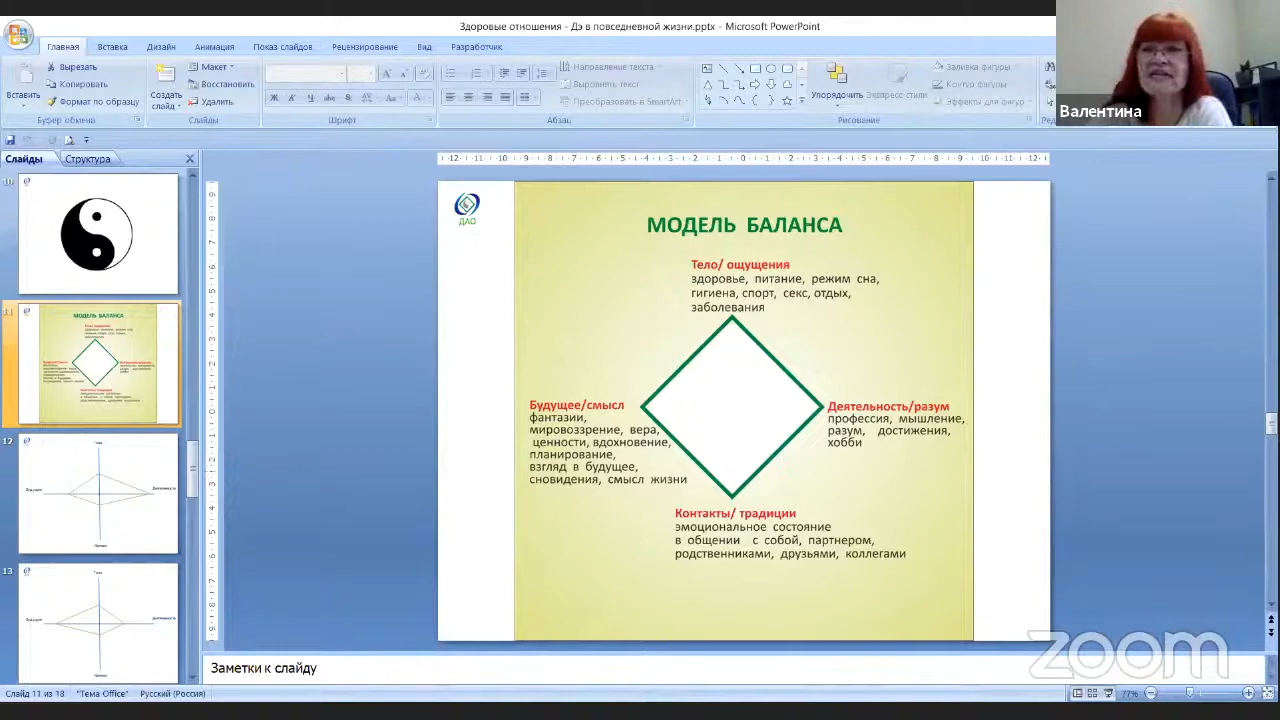 Здоровые отношения - Дэ в повседневной жизни.pptx - Microsoft PowerPoint
Главная Вставка Дизайн Анимация Показ слайдов Рецензирование Вид Разработчик
Вставить
Вырезать
Копировать
Формат по образцу
Буфер обмена
Создать слайд
Макет
Восстановить
Удалить
Слайды
Шрифт
Направление текста
Выровнять текст
Преобразовать в SmartArt
Абзац
Упорядочить
Экспресс-стили
Заливка фигуры
Контур фигуры
Эффекты для фигур
Рисование
Валентина
Слайды Структура
10
11
12
13
ДАО
МОДЕЛЬ БАЛАНСА
Тело/ ощущения
здоровье, питание, режим сна,
гигиена, спорт, секс, отдых,
заболевания
Будущее/смысл
фантазии,
мировоззрение, вера,
ценности, вдохновение,
планирование,
взгляд в будущее,
сновидения, смысл жизни
Деятельность/разум
профессия, мышление,
разум, достижения,
хобби
Контакты/ традиции
эмоциональное состояние
в общении с собой, партнером,
родственниками, друзьями, коллегами
Заметки к слайду
zoom
Слайд 11 из 18 "Тема Office" Русский (Россия) 77%